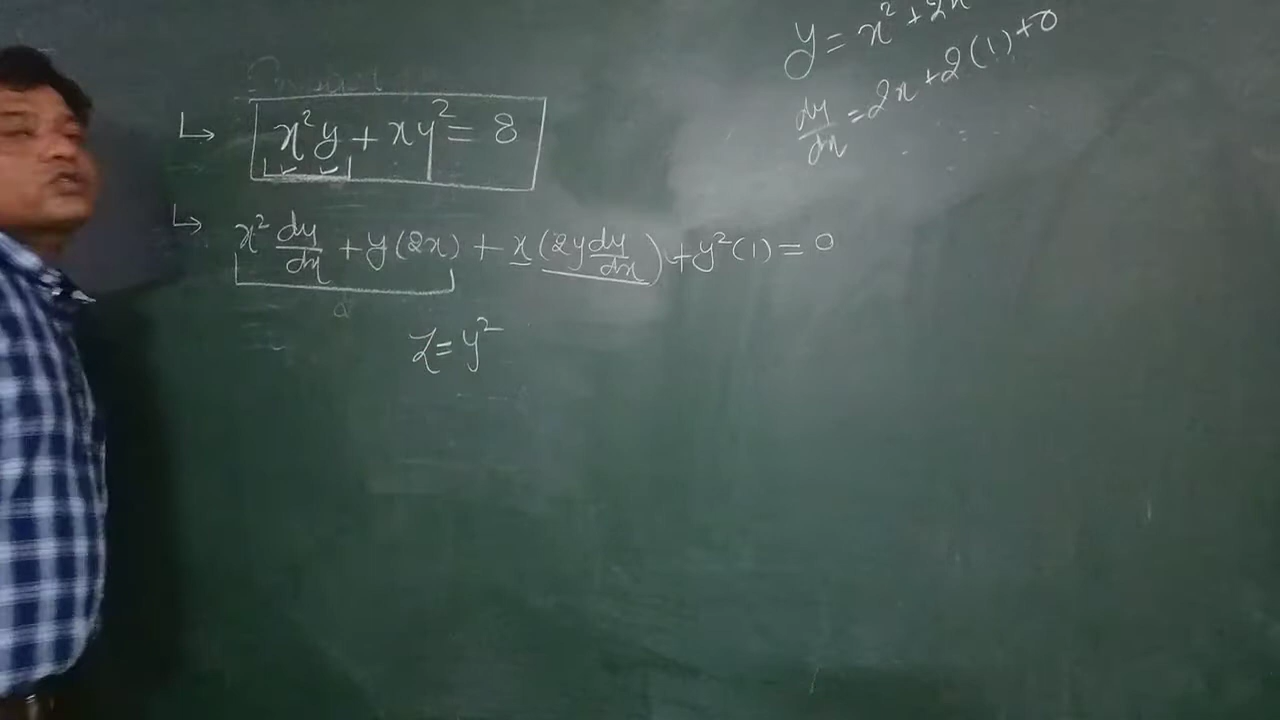 y = x² + 2x
dy/dx = 2x + 2(1) + 0
↳ x²y + xy² = 8
↳ x² dy/dx + y(2x) + x(2y dy/dx) + y²(1) = 0
Z = y²